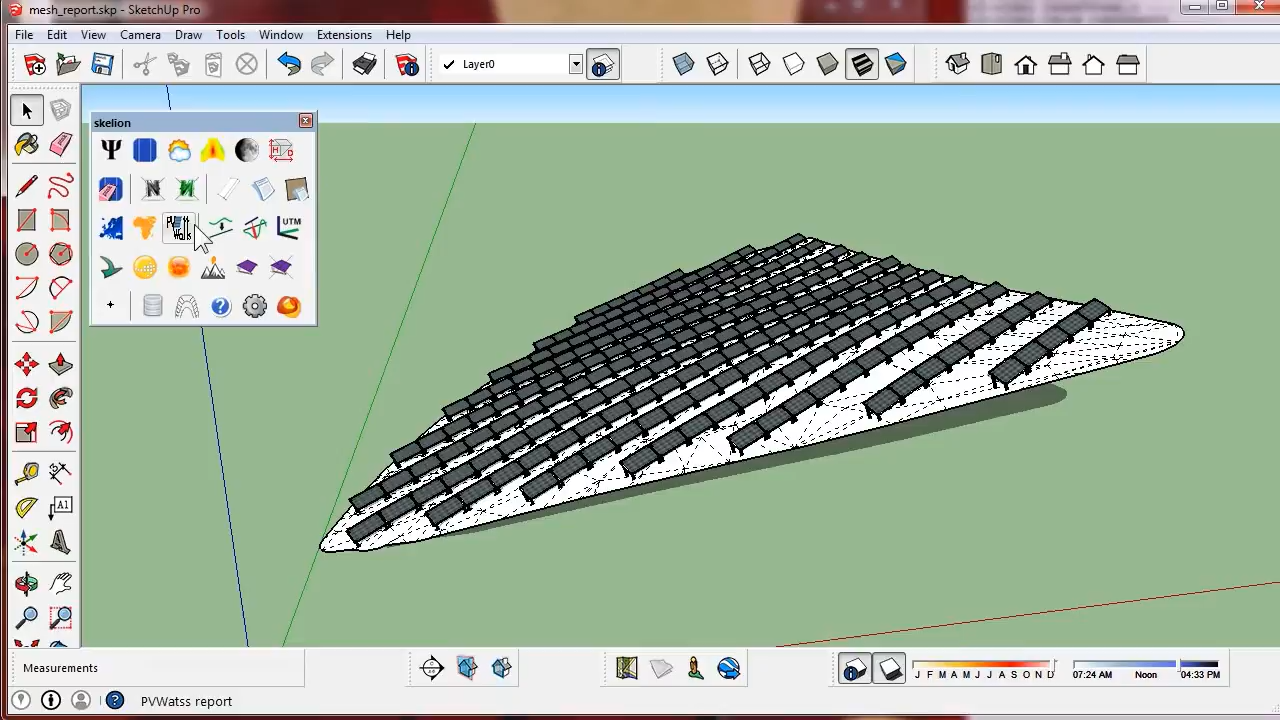 mesh_report.skp - SketchUp Pro
File Edit View Camera Draw Tools Window Extensions Help
Layer0
skelion
UTM
A1
Measurements
J F M A M J J A S O N D
07:24 AM Noon 04:33 PM
PVWatss report